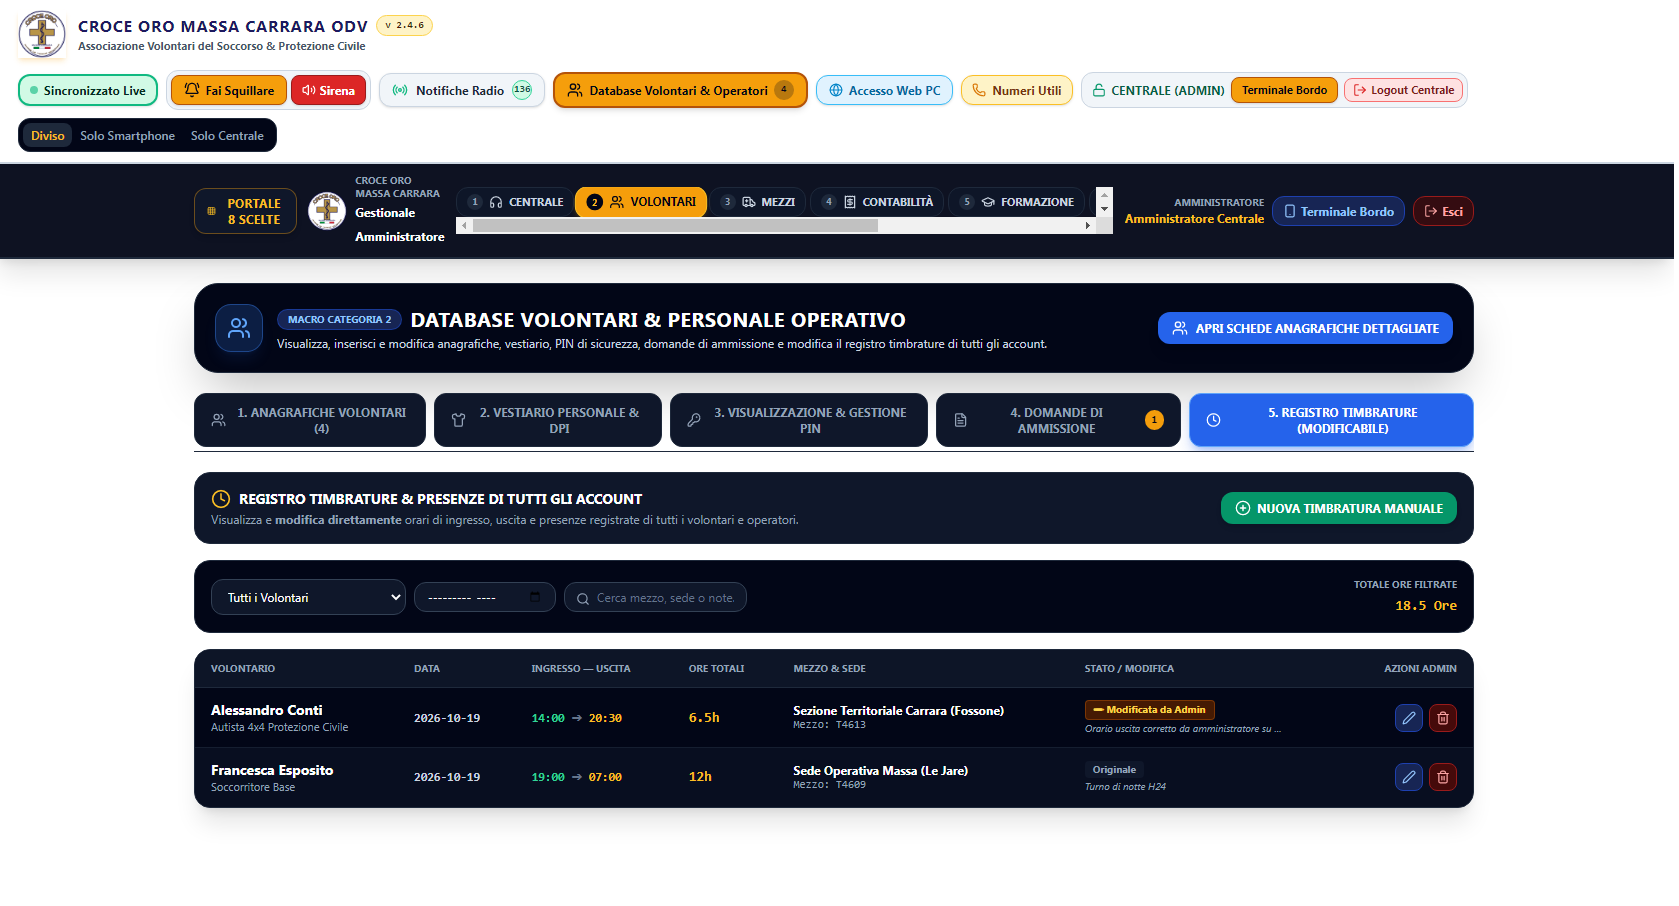 CROCE ORO MASSA CARRARA ODV v 2.4.6
Associazione Volontari del Soccorso & Protezione Civile
Sincronizzato Live Fai Squillare Sirena Notifiche Radio 136 Database Volontari & Operatori 4 Accesso Web PC Numeri Utili CENTRALE (ADMIN) Terminale Bordo Logout Centrale
Diviso Solo Smartphone Solo Centrale
PORTALE
8 SCELTE
CROCE ORO
MASSA CARRARA
Gestionale
Amministratore
1 CENTRALE 2 VOLONTARI 3 MEZZI 4 CONTABILITÀ 5 FORMAZIONE
AMMINISTRATORE
Amministratore Centrale
Terminale Bordo Esci
MACRO CATEGORIA 2 DATABASE VOLONTARI & PERSONALE OPERATIVO
Visualizza, inserisci e modifica anagrafiche, vestiario, PIN di sicurezza, domande di ammissione e modifica il registro timbrature di tutti gli account.
APRI SCHEDE ANAGRAFICHE DETTAGLIATE
1. ANAGRAFICHE VOLONTARI
(4)
2. VESTIARIO PERSONALE &
DPI
3. VISUALIZZAZIONE & GESTIONE
PIN
4. DOMANDE DI
AMMISSIONE
1
5. REGISTRO TIMBRATURE
(MODIFICABILE)
REGISTRO TIMBRATURE & PRESENZE DI TUTTI GLI ACCOUNT
Visualizza e modifica direttamente orari di ingresso, uscita e presenze registrate di tutti i volontari e operatori.
NUOVA TIMBRATURA MANUALE
Tutti i Volontari --------- ---- Cerca mezzo, sede o note.
TOTALE ORE FILTRATE
18.5 Ore
VOLONTARIO DATA INGRESSO — USCITA ORE TOTALI MEZZO & SEDE STATO / MODIFICA AZIONI ADMIN
Alessandro Conti
Autista 4x4 Protezione Civile
2026-10-19 14:00 → 20:30 6.5h
Sezione Territoriale Carrara (Fossone)
Mezzo: T4613
Modificata da Admin
Orario uscita corretto da amministratore su ...
Francesca Esposito
Soccorritore Base
2026-10-19 19:00 → 07:00 12h
Sede Operativa Massa (Le Jare)
Mezzo: T4609
Originale
Turno di notte H24